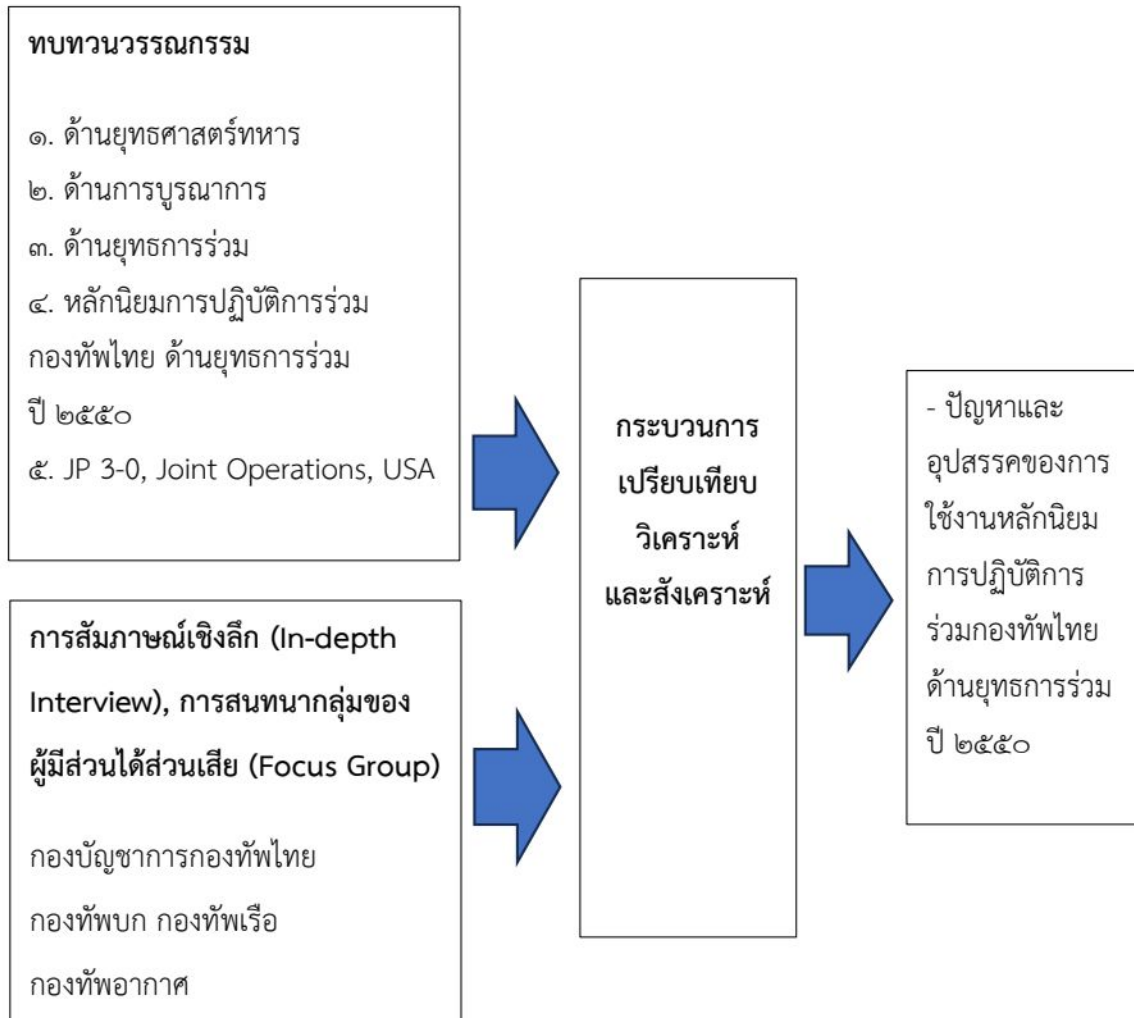 ทบทวนวรรณกรรม
๑. ด้านยุทธศาสตร์ทหาร
๒. ด้านการบูรณาการ
๓. ด้านยุทธการร่วม
๔. หลักนิยมการปฏิบัติการร่วม
กองทัพไทย ด้านยุทธการร่วม
ปี ๒๕๕๐
๕. JP 3-0, Joint Operations, USA
การสัมภาษณ์เชิงลึก (In-depth
Interview), การสนทนากลุ่มของ
ผู้มีส่วนได้ส่วนเสีย (Focus Group)
กองบัญชาการกองทัพไทย
กองทัพบก กองทัพเรือ
กองทัพอากาศ
กระบวนการ
เปรียบเทียบ
วิเคราะห์
และสังเคราะห์
- ปัญหาและ
อุปสรรคของการ
ใช้งานหลักนิยม
การปฏิบัติการ
ร่วมกองทัพไทย
ด้านยุทธการร่วม
ปี ๒๕๕๐